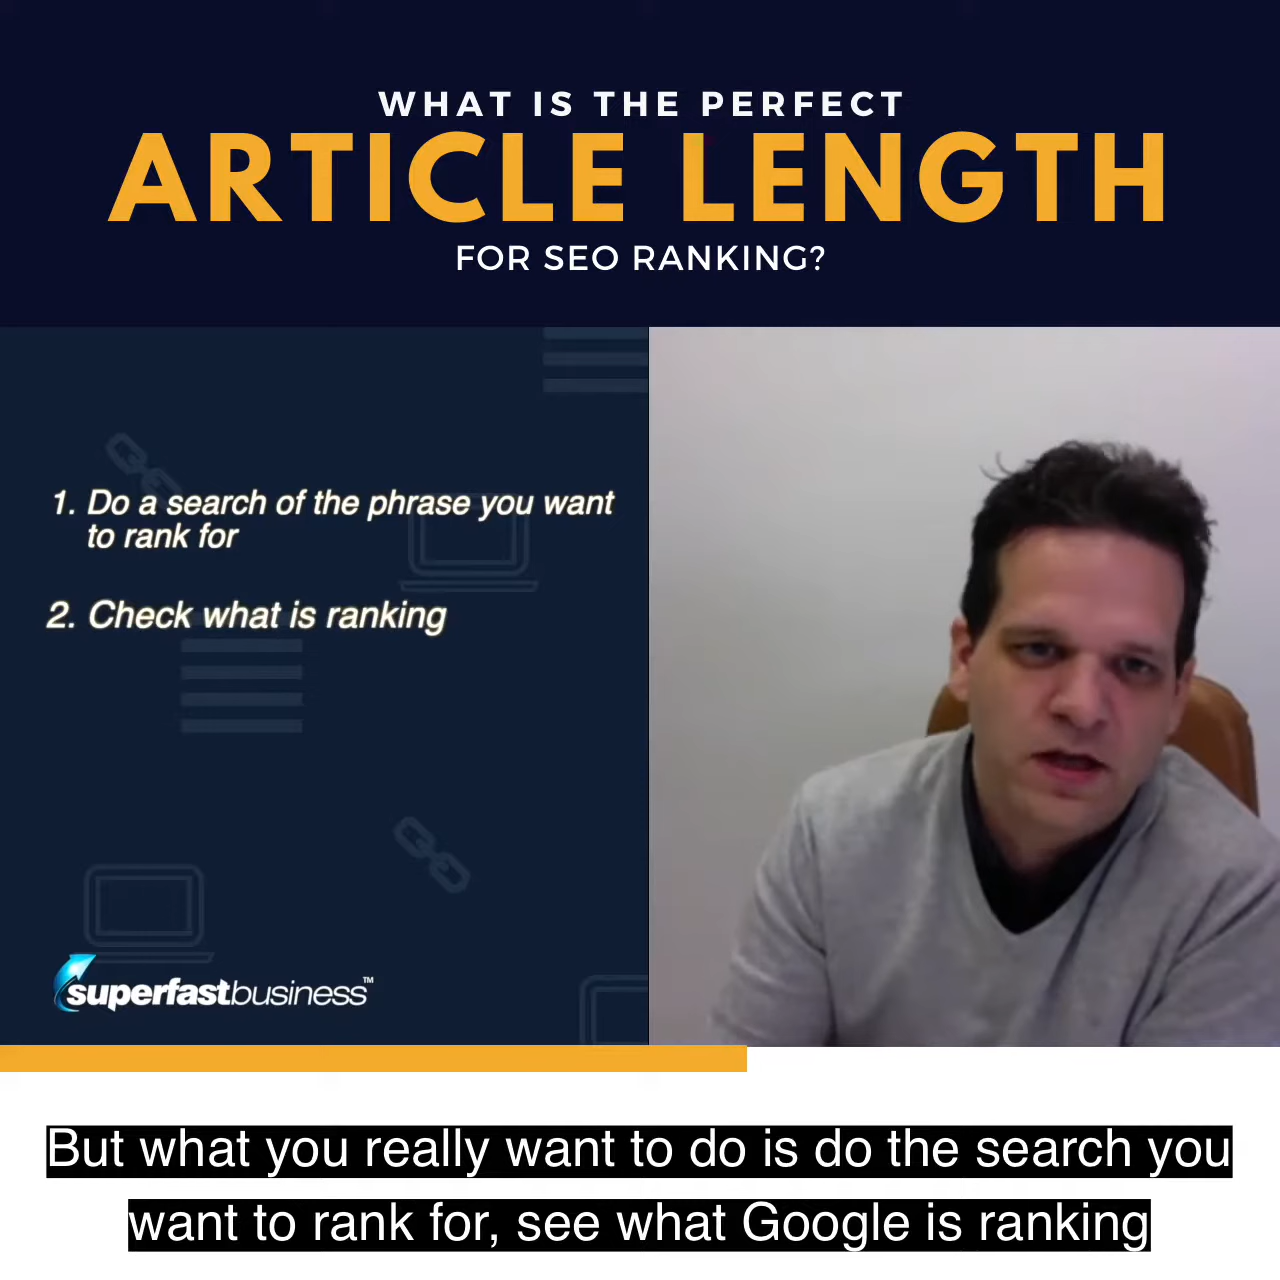 WHAT IS THE PERFECT
ARTICLE LENGTH
FOR SEO RANKING?
1. Do a search of the phrase you want
to rank for
2. Check what is ranking
superfastbusiness™
But what you really want to do is do the search you
want to rank for, see what Google is ranking